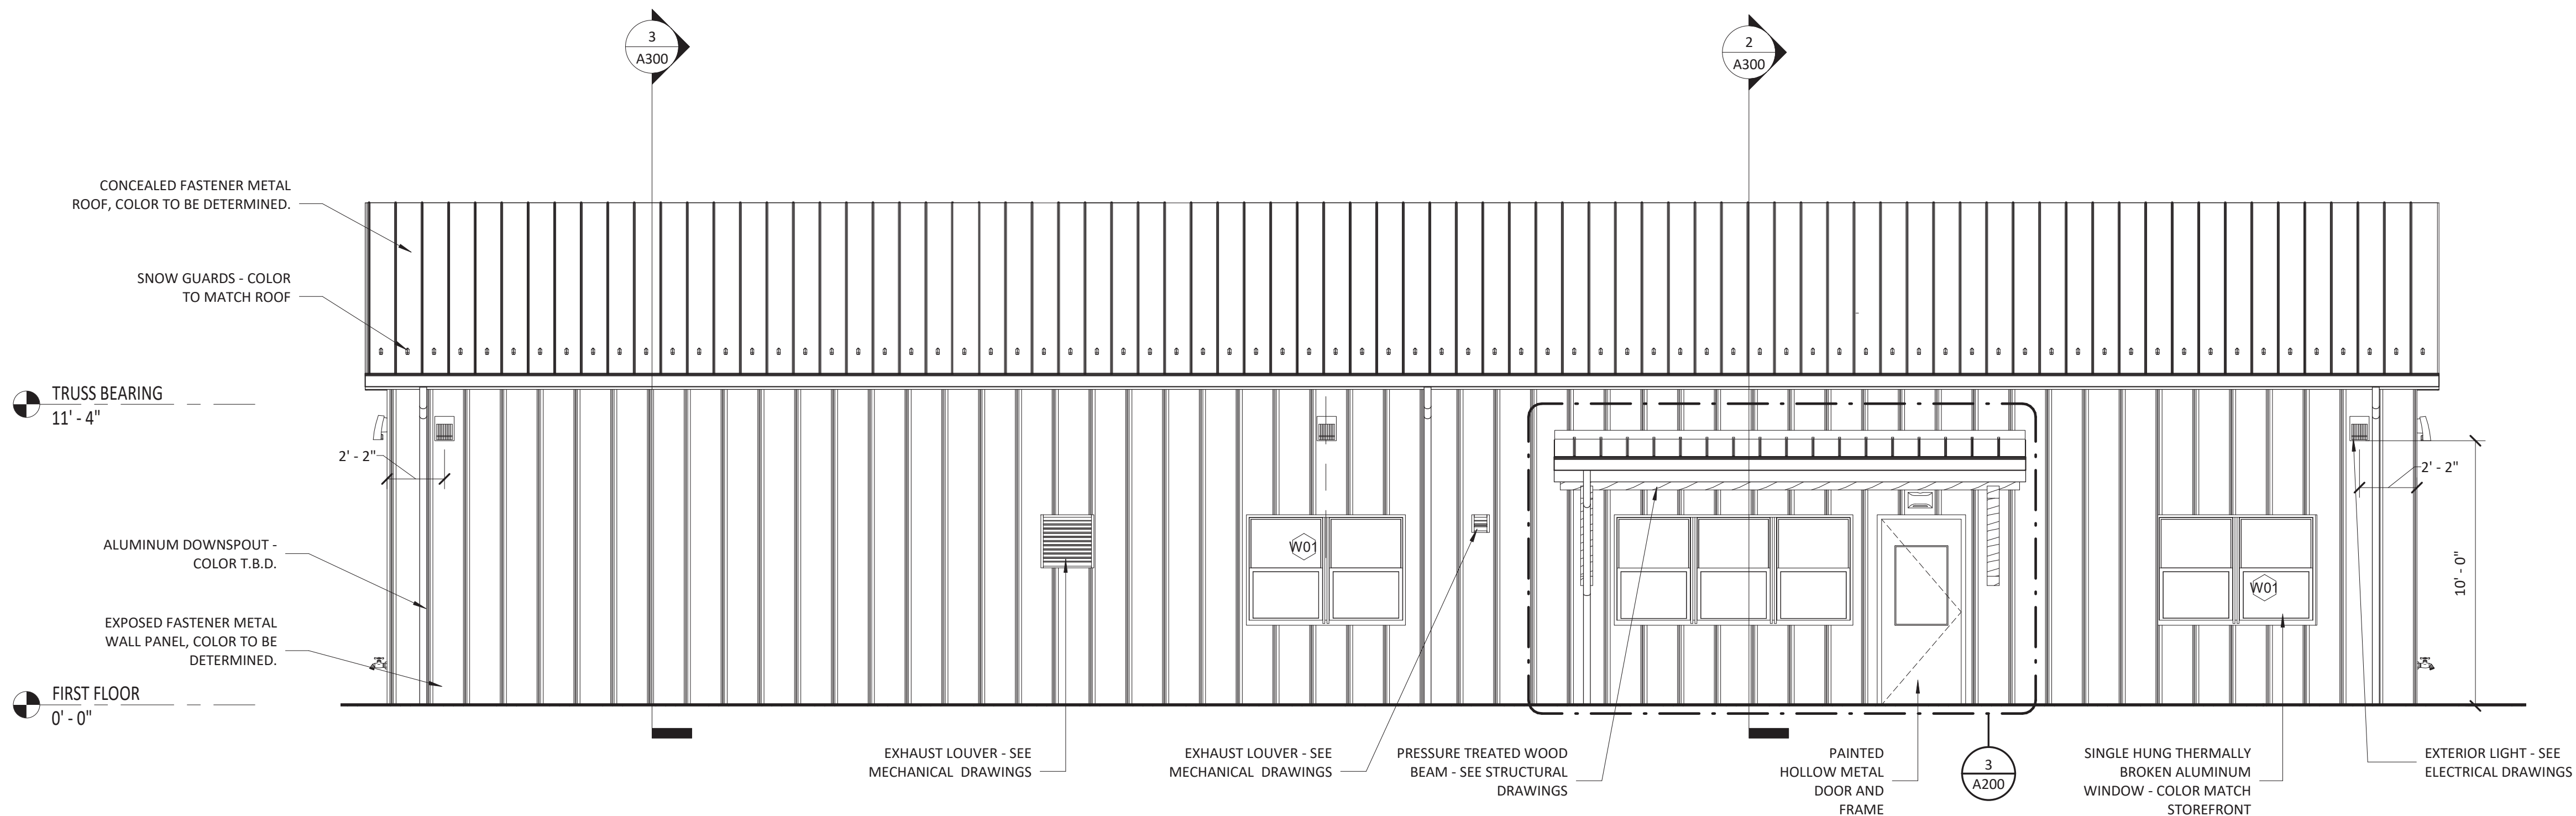 3
A300
2
A300
CONCEALED FASTENER METAL
ROOF, COLOR TO BE DETERMINED.
SNOW GUARDS - COLOR
TO MATCH ROOF
TRUSS BEARING
11' - 4"
2' - 2"
2' - 2"
ALUMINUM DOWNSPOUT -
COLOR T.B.D.
W01
W01
10' - 0"
EXPOSED FASTENER METAL
WALL PANEL, COLOR TO BE
DETERMINED.
FIRST FLOOR
0' - 0"
EXHAUST LOUVER - SEE
MECHANICAL DRAWINGS
EXHAUST LOUVER - SEE
MECHANICAL DRAWINGS
PRESSURE TREATED WOOD
BEAM - SEE STRUCTURAL
DRAWINGS
PAINTED
HOLLOW METAL
DOOR AND
FRAME
3
A200
SINGLE HUNG THERMALLY
BROKEN ALUMINUM
WINDOW - COLOR MATCH
STOREFRONT
EXTERIOR LIGHT - SEE
ELECTRICAL DRAWINGS